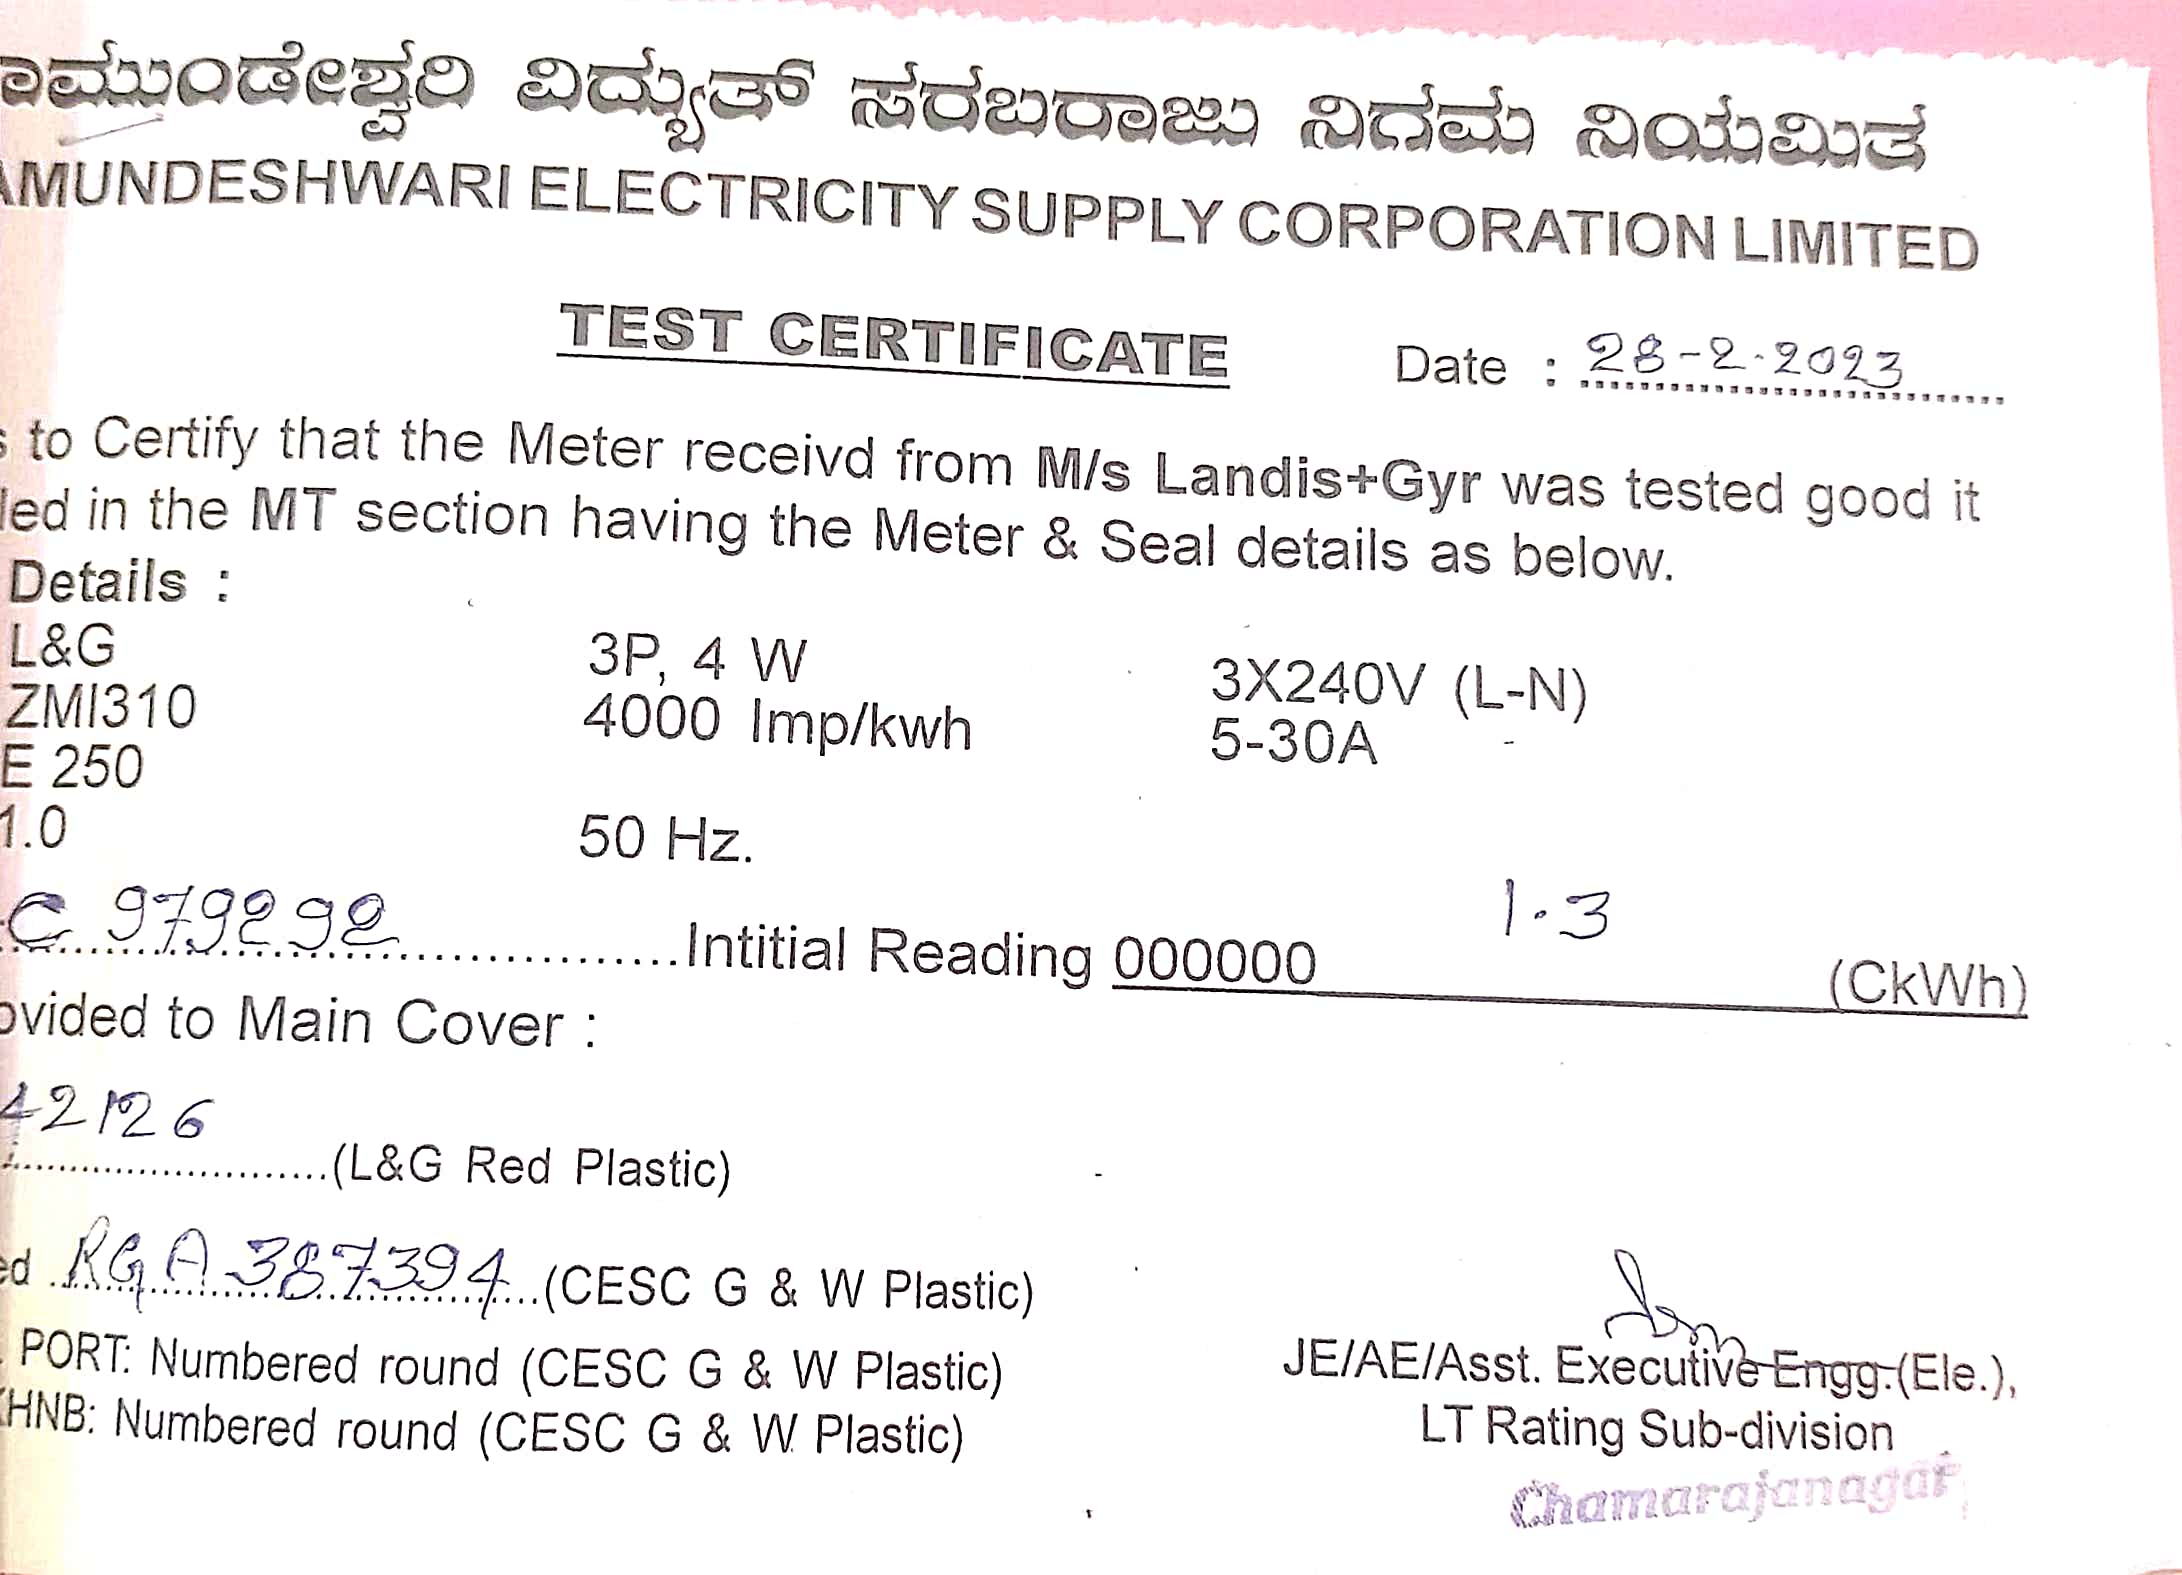 ಾಮುಂಡೇಶ್ವರಿ ವಿದ್ಯುತ್ ಸರಬರಾಜು ನಿಗಮ ನಿಯಮಿತ
AMUNDESHWARI ELECTRICITY SUPPLY CORPORATION LIMITED
TEST CERTIFICATE Date : 28-2-2023
s to Certify that the Meter receivd from M/s Landis+Gyr was tested good it
led in the MT section having the Meter & Seal details as below.
Details :
L&G 3P, 4 W 3X240V (L-N)
ZMI310 4000 Imp/kwh 5-30A
E 250
1.0 50 Hz.
C 979292 Intitial Reading 000000 1.3 (CkWh)
ovided to Main Cover :
42126
(L&G Red Plastic)
ed RGA 387394 (CESC G & W Plastic)
PORT: Numbered round (CESC G & W Plastic)
HNB: Numbered round (CESC G & W Plastic)
JE/AE/Asst. Executive Engg.(Ele.),
LT Rating Sub-division
Chamarajanagar